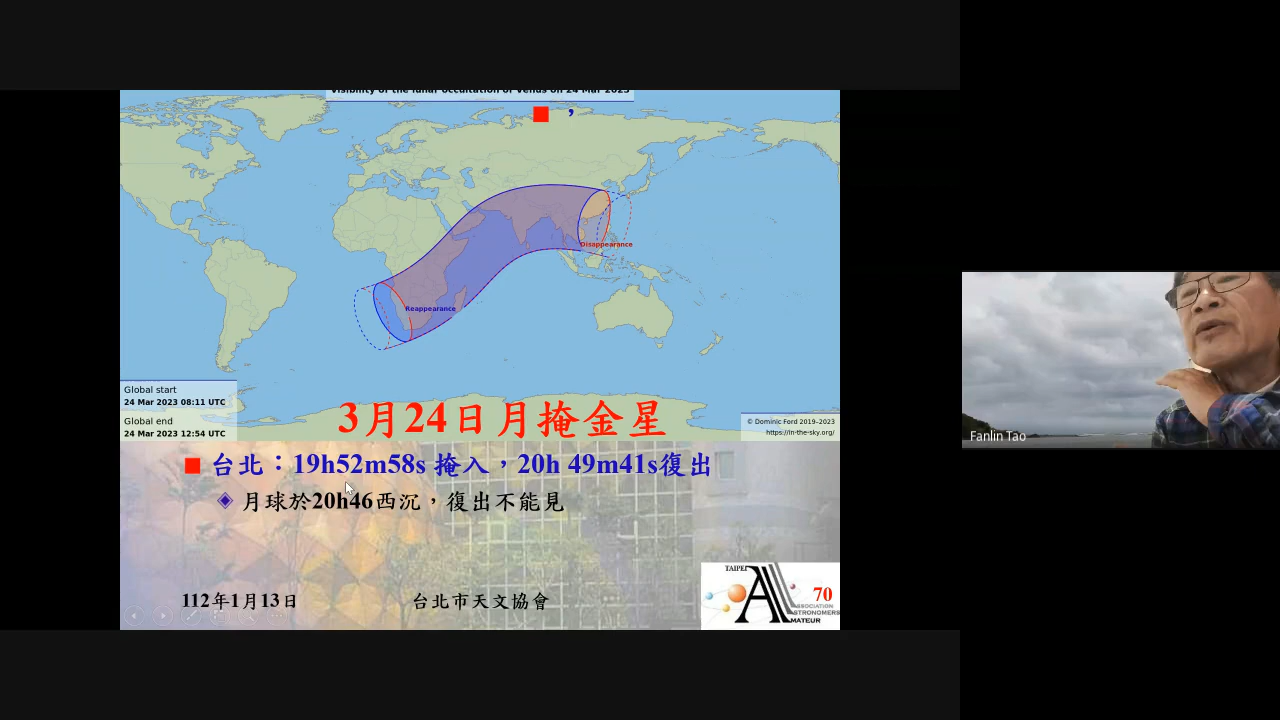 Visibility of the lunar occultation of Venus on 24 Mar 2023
■ ，
Disappearance
Reappearance
Global start
24 Mar 2023 08:11 UTC
Global end
24 Mar 2023 12:54 UTC
© Dominic Ford 2019–2023
https://in-the-sky.org/
3月24日月掩金星
■ 台北：19h52m58s 掩入，20h 49m41s復出
◈ 月球於20h46西沉，復出不能見
112年1月13日
台北市天文協會
TAIPEI
70
ASSOCIATION
ASTRONOMERS
AMATEUR
Fanlin Tao